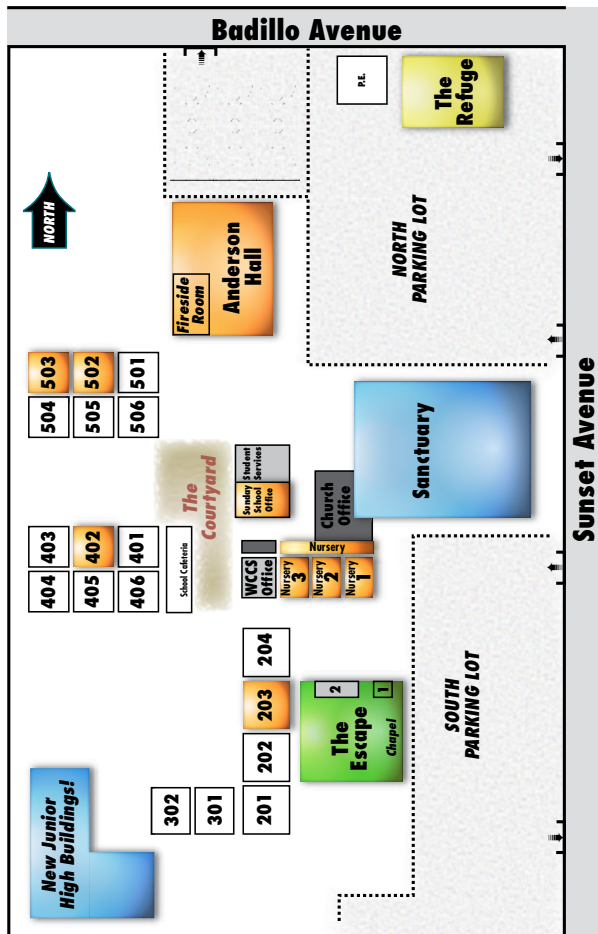 Badillo Avenue
P.E.
The
Refuge
NORTH
NORTH
PARKING LOT
Fireside
Room
Anderson
Hall
503
502
501
504
505
506
Sanctuary
Sunset Avenue
The
Courtyard
Student
Services
Sunday
School
Office
Church
Office
403
402
401
404
405
406
School Cafeteria
WCCS
Office
Nursery
Nursery
3
Nursery
2
Nursery
1
204
203
202
201
2
1
The
Escape
Chapel
SOUTH
PARKING LOT
302
301
New Junior
High Buildings!